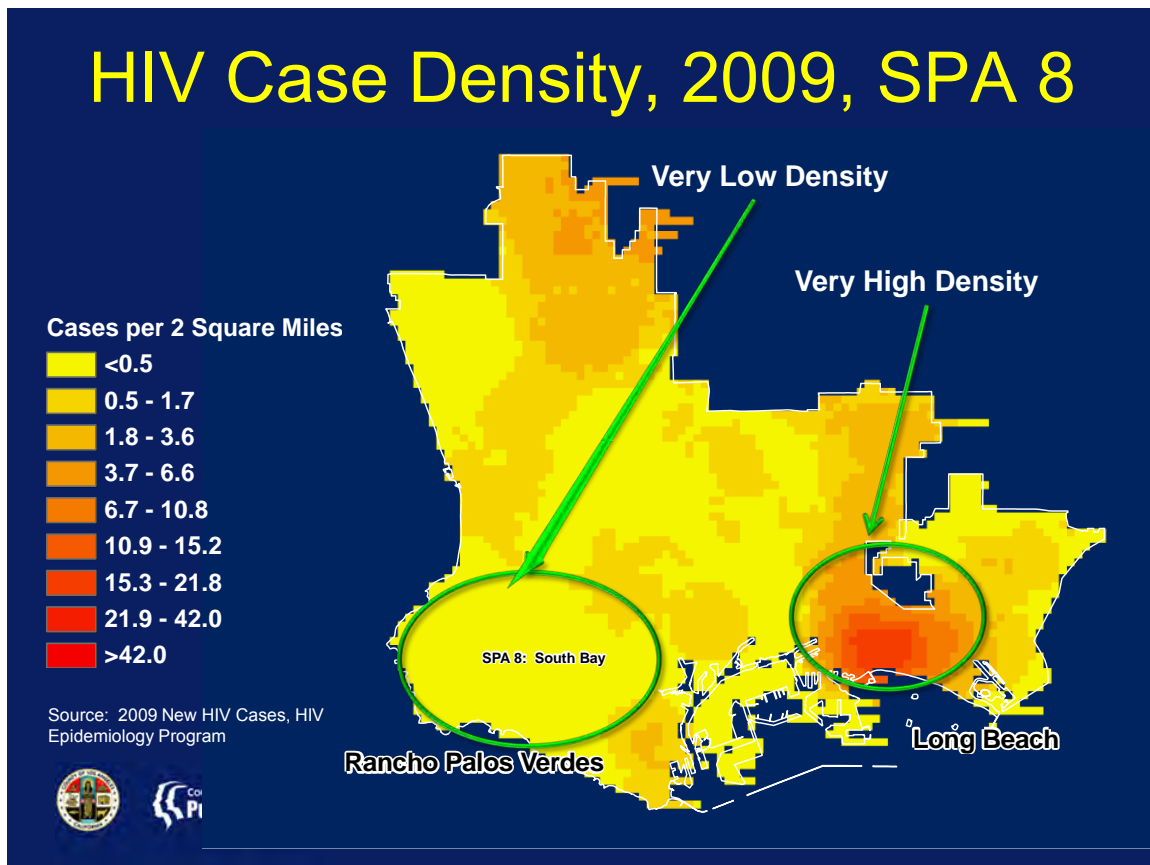 HIV Case Density, 2009, SPA 8
Very Low Density
Very High Density
Cases per 2 Square Miles
<0.5
0.5 - 1.7
1.8 - 3.6
3.7 - 6.6
6.7 - 10.8
10.9 - 15.2
15.3 - 21.8
21.9 - 42.0
>42.0
SPA 8: South Bay
Source: 2009 New HIV Cases, HIV
Epidemiology Program
Rancho Palos Verdes
Long Beach